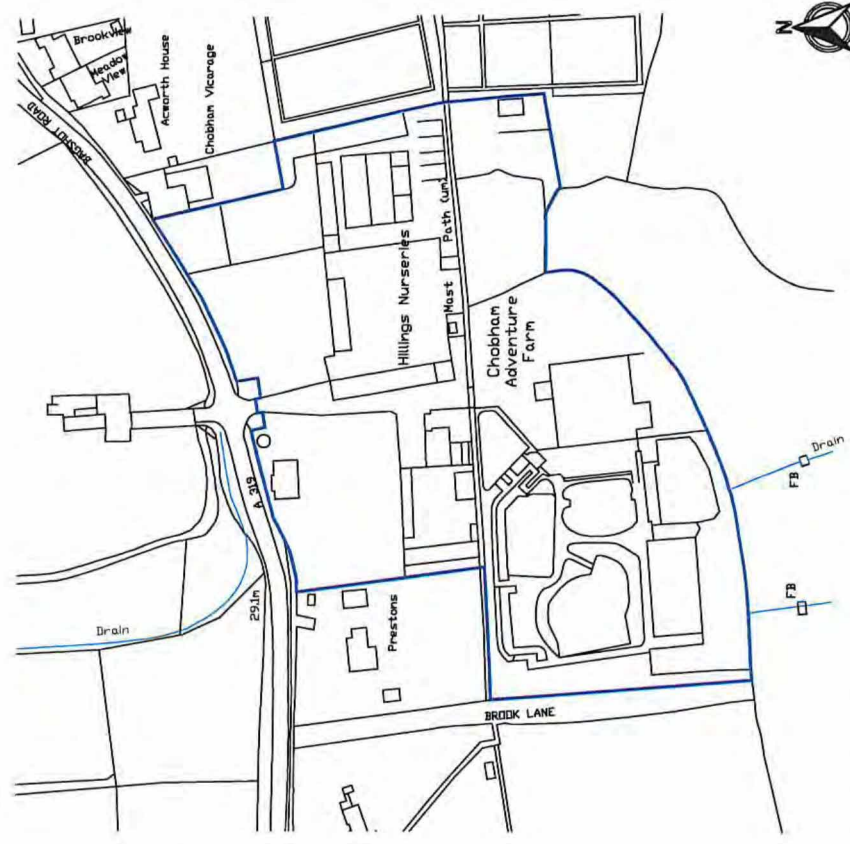 Brookview
Meadow
View
Acworth House
Chobham Vicarage
BAGSHOT ROAD
N
Hillings Nurseries
Path (um)
Mast
Chobham
Adventure
Farm
A 319
Drain
FB
FB
29.1m
Drain
Prestons
BROOK LANE